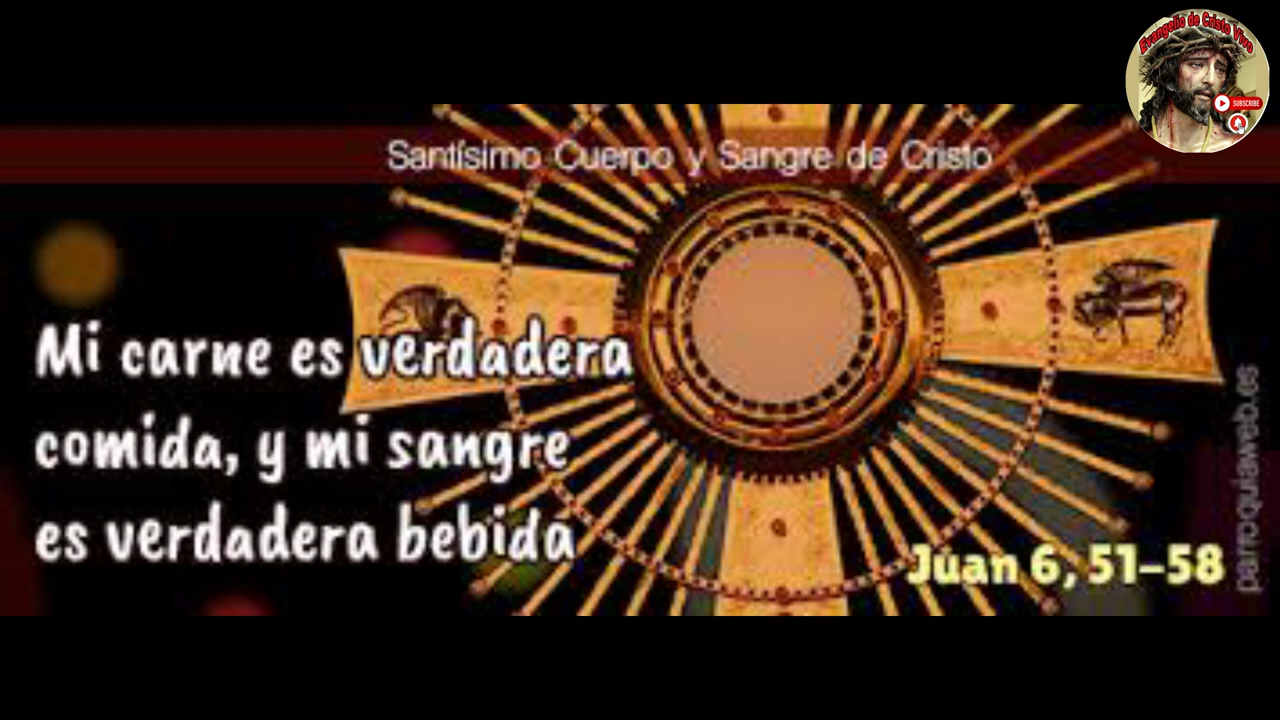 Evangelio de Cristo Vivo
SUBSCRIBE
Santísimo Cuerpo y Sangre de Cristo
Mi carne es verdadera
comida, y mi sangre
es verdadera bebida
Juan 6, 51-58
parroquiaweb.es